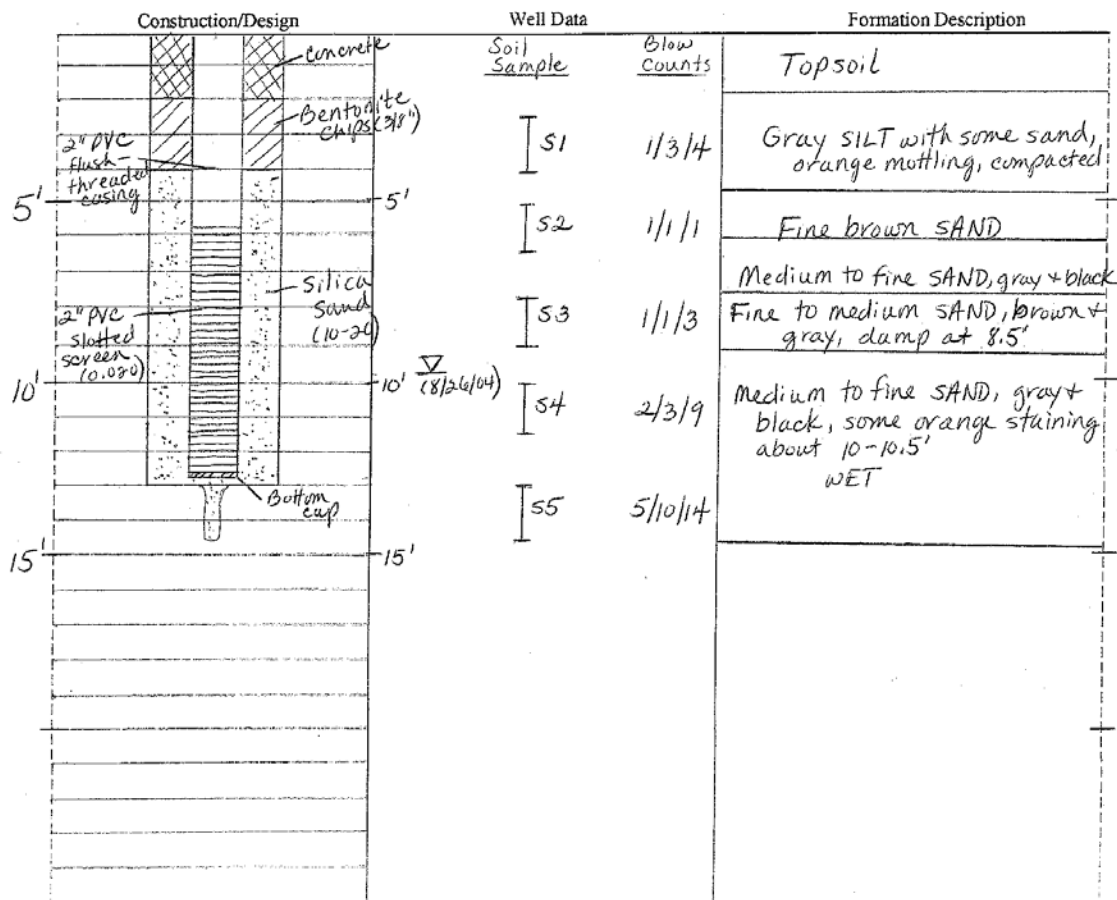 Construction/Design
Well Data
Formation Description
Concrete
Bentonite
chips (3/8")
2" PVC
flush-
threaded
casing
5'
5'
Silica
Sand
(10-20)
2" PVC
slotted
screen
(0.020)
10'
10'
(8/26/04)
Bottom
cap
15'
15'
Soil
Sample
Blow
Counts
S1
1/3/4
S2
1/1/1
S3
1/1/3
S4
2/3/9
S5
5/10/14
Topsoil
Gray SILT with some sand,
orange mottling, compacted
Fine brown SAND
Medium to fine SAND, gray + black
Fine to medium SAND, brown +
gray, damp at 8.5'
Medium to fine SAND, gray +
black, some orange staining
about 10-10.5'
WET